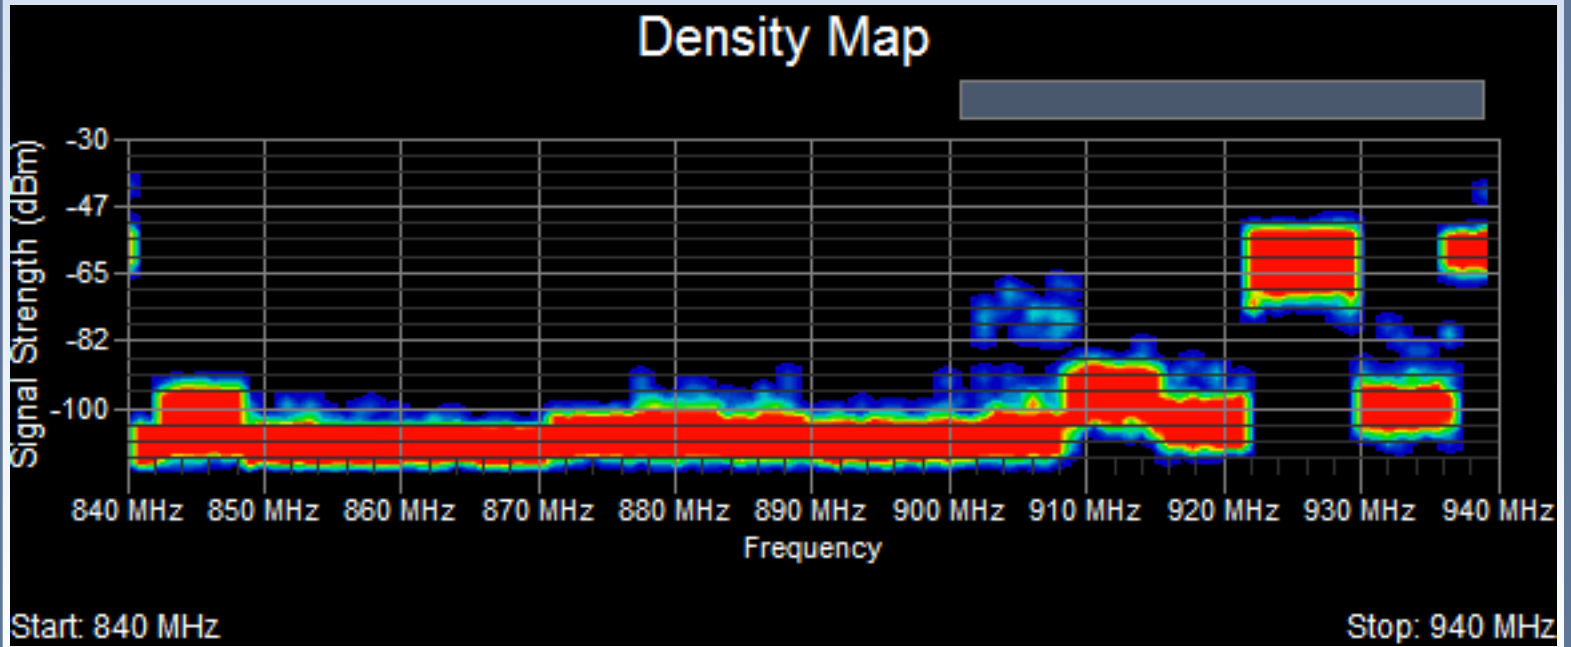 Density Map
Signal Strength (dBm)
-30
-47
-65
-82
-100
840 MHz 850 MHz 860 MHz 870 MHz 880 MHz 890 MHz 900 MHz 910 MHz 920 MHz 930 MHz 940 MHz
Frequency
Start: 840 MHz Stop: 940 MHz